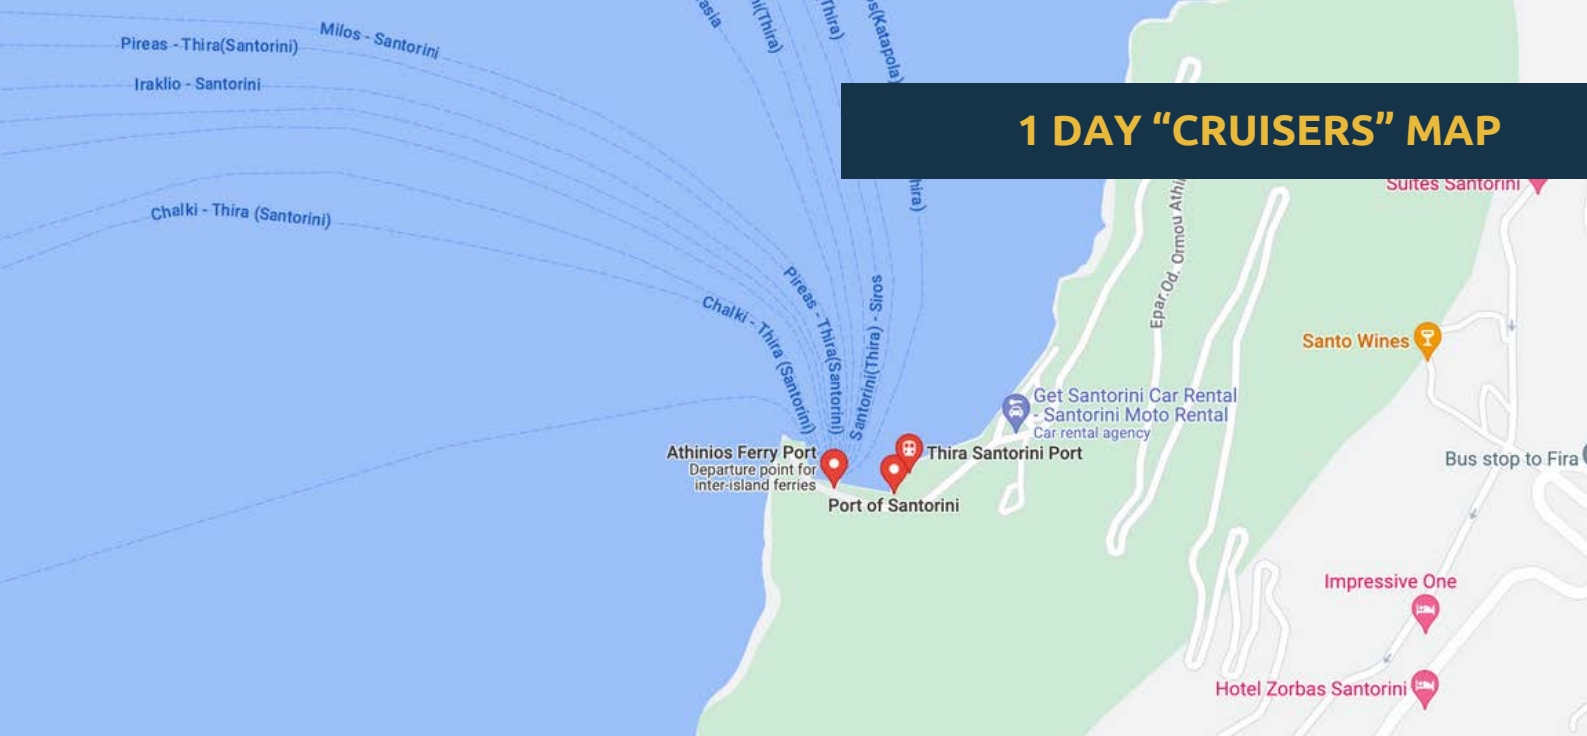 1 DAY “CRUISERS” MAP
Pireas - Thira(Santorini)
Milos - Santorini
Iraklio - Santorini
Chalki - Thira (Santorini)
Chalki - Thira (Santorini)
Pireas - Thira(Santorini)
Santorini(Thira) - Siros
(Thira)
(Katapola)
Suites Santorini
Epar.Od. Ormou Athi
Santo Wines
Get Santorini Car Rental
- Santorini Moto Rental
Car rental agency
Athinios Ferry Port
Departure point for
inter-island ferries
Thira Santorini Port
Port of Santorini
Bus stop to Fira
Impressive One
Hotel Zorbas Santorini